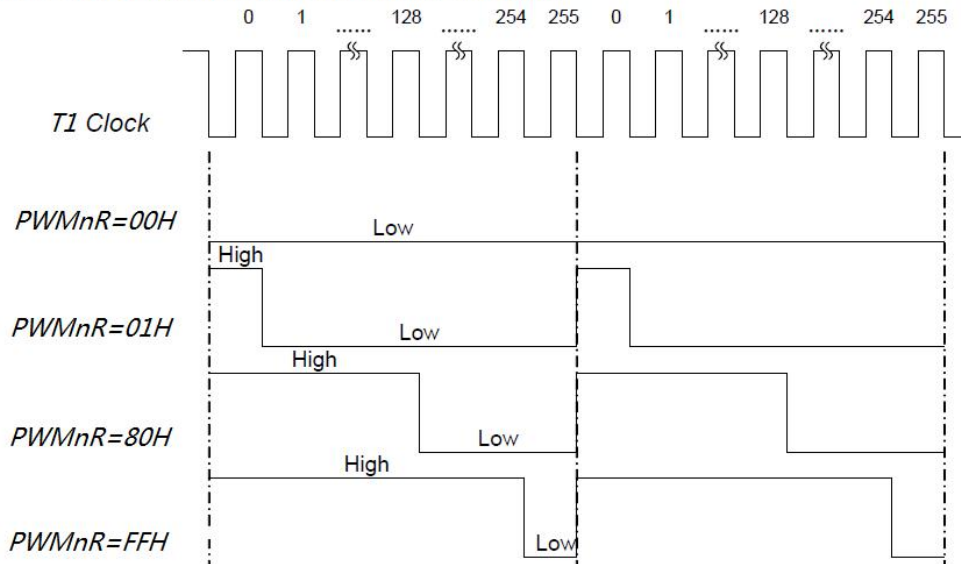 0 1 ...... 128 ...... 254 255 0 1 ...... 128 ...... 254 255
T1 Clock
PWMnR=00H
Low
High
PWMnR=01H
Low
High
PWMnR=80H
Low
High
PWMnR=FFH
Low